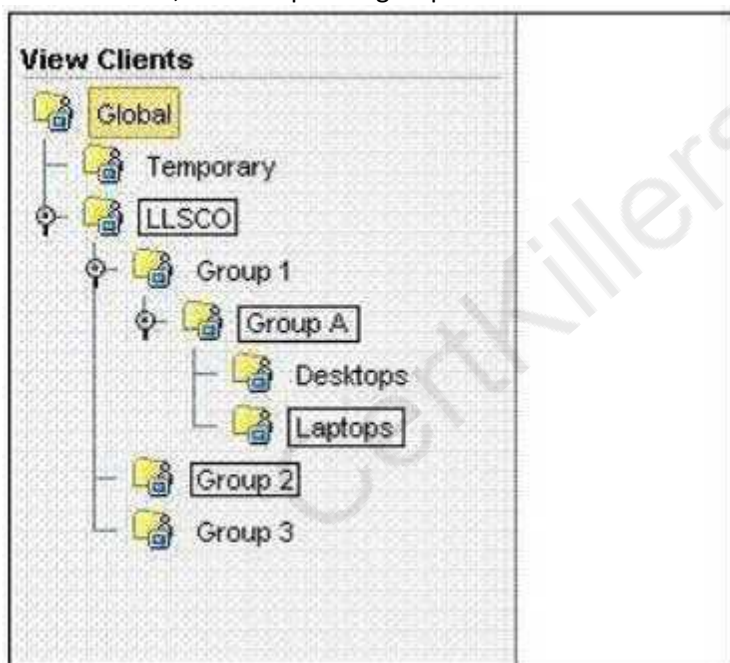 View Clients
Global
Temporary
LLSCO
Group 1
Group A
Desktops
Laptops
Group 2
Group 3